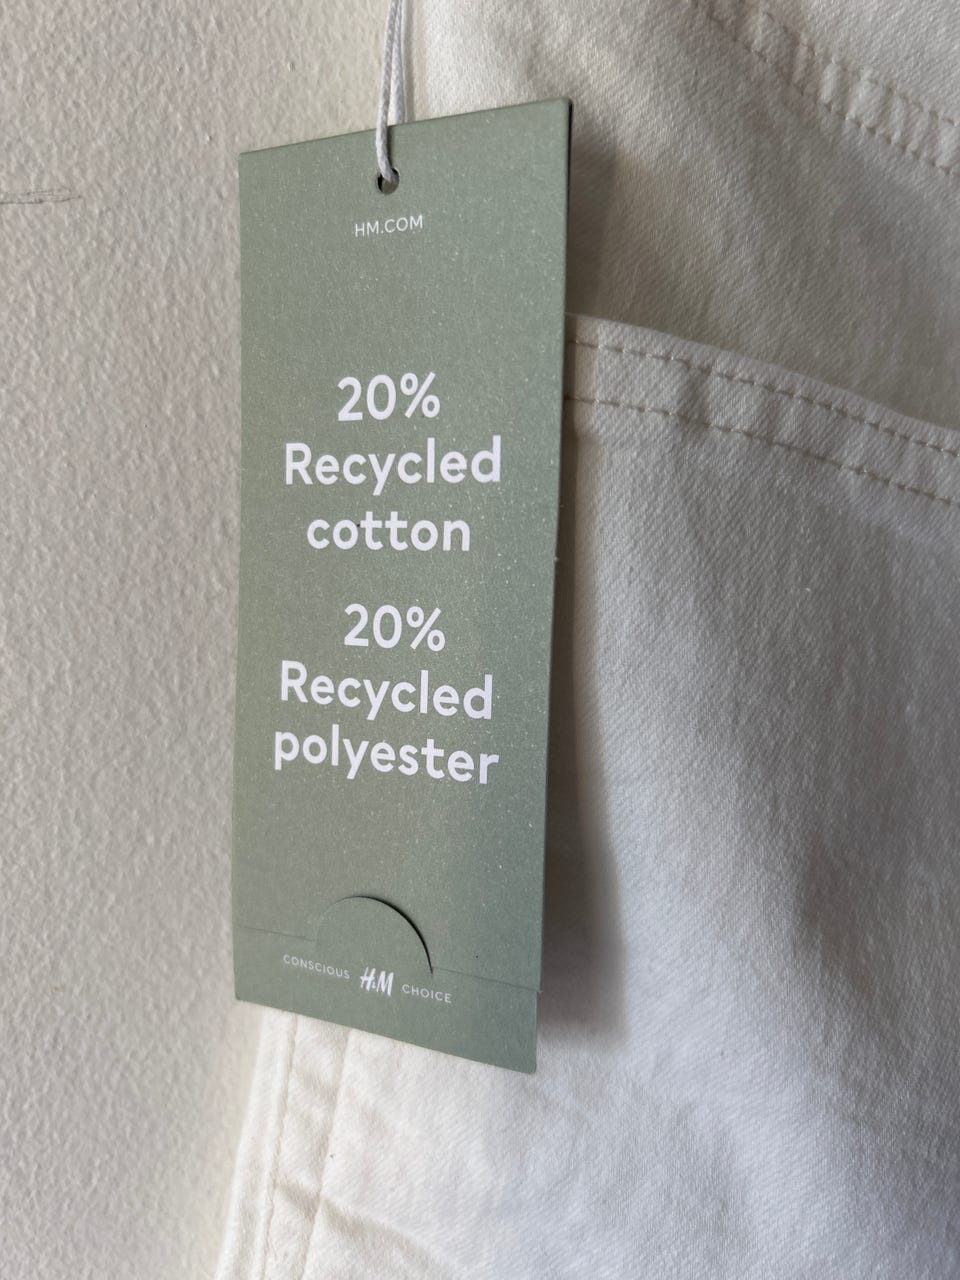 HM.COM
20%
Recycled
cotton
20%
Recycled
polyester
CONSCIOUS H&M CHOICE